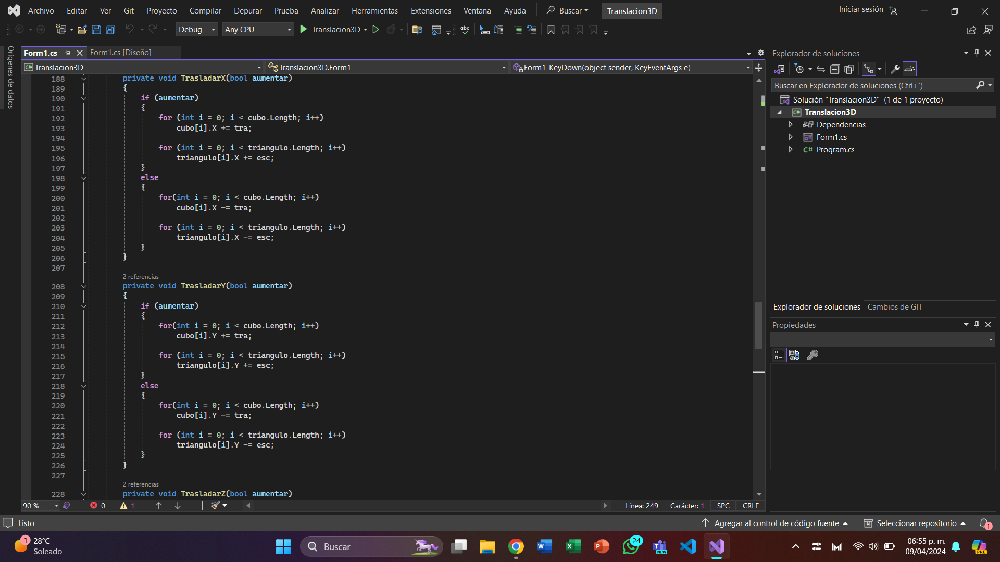 Archivo Editar Ver Git Proyecto Compilar Depurar Prueba Analizar Herramientas Extensiones Ventana Ayuda Buscar Translacion3D Iniciar sesión
Debug Any CPU Translacion3D
Orígenes de datos
Form1.cs Form1.cs [Diseño]
Translacion3D Translacion3D.Form1 Form1_KeyDown(object sender, KeyEventArgs e)
188 private void TrasladarX(bool aumentar)
189 {
190 if (aumentar)
191 {
192 for (int i = 0; i < cubo.Length; i++)
193 cubo[i].X += tra;
194
195 for (int i = 0; i < triangulo.Length; i++)
196 triangulo[i].X += esc;
197 }
198 else
199 {
200 for(int i = 0; i < cubo.Length; i++)
201 cubo[i].X -= tra;
202
203 for (int i = 0; i < triangulo.Length; i++)
204 triangulo[i].X -= esc;
205 }
206 }
207
2 referencias
208 private void TrasladarY(bool aumentar)
209 {
210 if (aumentar)
211 {
212 for(int i = 0; i < cubo.Length; i++)
213 cubo[i].Y += tra;
214
215 for (int i = 0; i < triangulo.Length; i++)
216 triangulo[i].Y += esc;
217 }
218 else
219 {
220 for(int i = 0; i < cubo.Length; i++)
221 cubo[i].Y -= tra;
222
223 for (int i = 0; i < triangulo.Length; i++)
224 triangulo[i].Y -= esc;
225 }
226 }
227
2 referencias
228 private void TrasladarZ(bool aumentar)
90 % 0 1 Línea: 249 Carácter: 1 SPC CRLF
Explorador de soluciones
Buscar en Explorador de soluciones (Ctrl+´)
Solución "Translacion3D" (1 de 1 proyecto)
Translacion3D
Dependencias
Form1.cs
C# Program.cs
Explorador de soluciones Cambios de GIT
Propiedades
Listo Agregar al control de código fuente Seleccionar repositorio 1
1 28°C
Soleado
Buscar
24
NEW
06:55 p. m.
09/04/2024
PRE